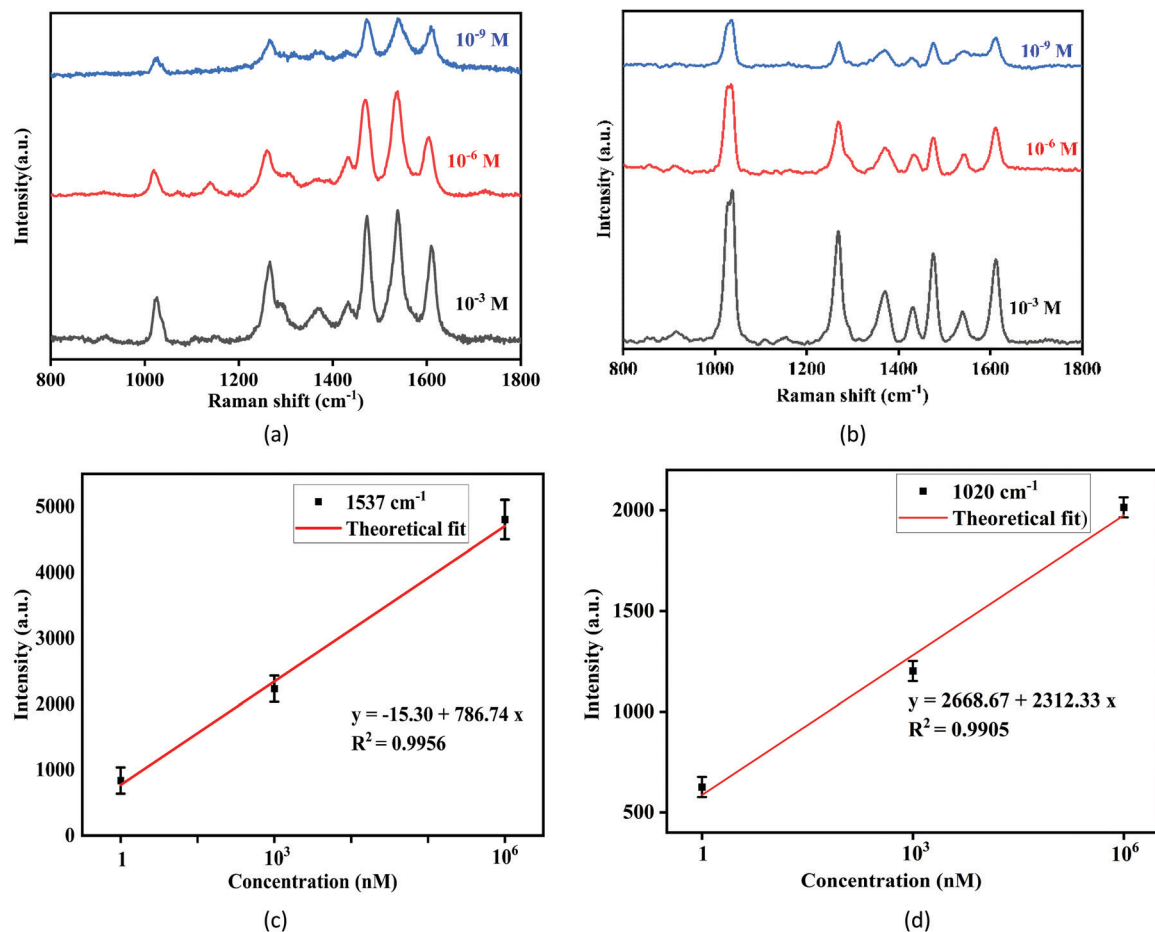 10⁻⁹ M
10⁻⁶ M
10⁻³ M
Intensity(a.u.)
800 1000 1200 1400 1600 1800
Raman shift (cm⁻¹)
(a)
10⁻⁹ M
10⁻⁶ M
10⁻³ M
Intensity (a.u.)
800 1000 1200 1400 1600 1800
Raman shift (cm⁻¹)
(b)
5000
4000
3000
2000
1000
0
Intensity (a.u.)
1537 cm⁻¹
Theoretical fit
y = -15.30 + 786.74 x
R² = 0.9956
1 10³ 10⁶
Concentration (nM)
(c)
2000
1500
1000
500
Intensity (a.u.)
1020 cm⁻¹
Theoretical fit)
y = 2668.67 + 2312.33 x
R² = 0.9905
1 10³ 10⁶
Concentration (nM)
(d)